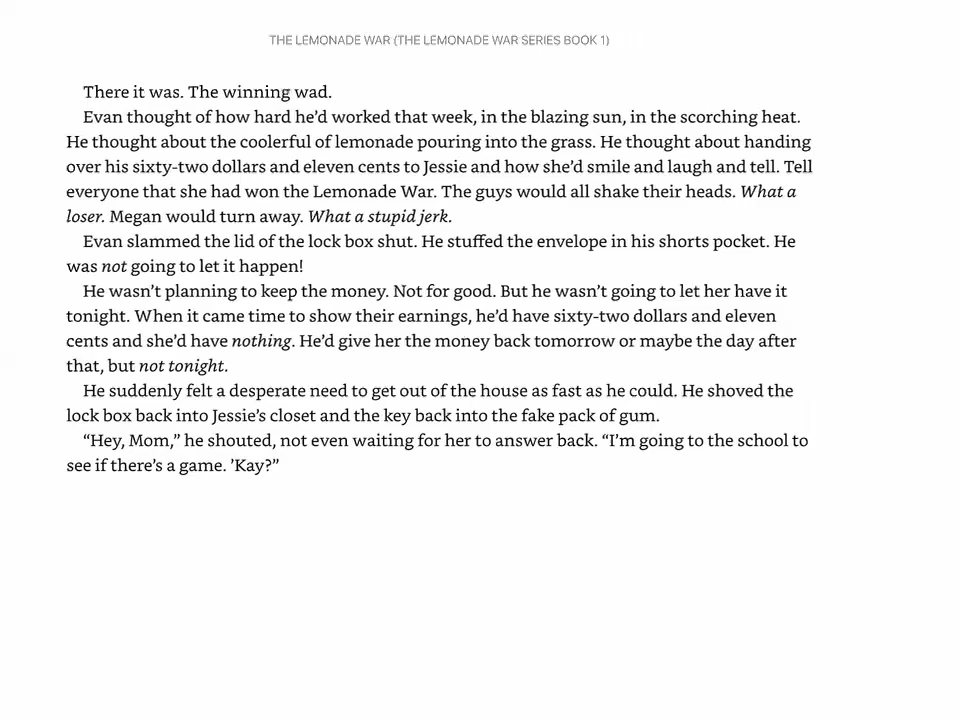 THE LEMONADE WAR (THE LEMONADE WAR SERIES BOOK 1)
There it was. The winning wad.
Evan thought of how hard he’d worked that week, in the blazing sun, in the scorching heat.
He thought about the coolerful of lemonade pouring into the grass. He thought about handing
over his sixty-two dollars and eleven cents to Jessie and how she’d smile and laugh and tell. Tell
everyone that she had won the Lemonade War. The guys would all shake their heads. What a
loser. Megan would turn away. What a stupid jerk.
Evan slammed the lid of the lock box shut. He stuffed the envelope in his shorts pocket. He
was not going to let it happen!
He wasn’t planning to keep the money. Not for good. But he wasn’t going to let her have it
tonight. When it came time to show their earnings, he’d have sixty-two dollars and eleven
cents and she’d have nothing. He’d give her the money back tomorrow or maybe the day after
that, but not tonight.
He suddenly felt a desperate need to get out of the house as fast as he could. He shoved the
lock box back into Jessie’s closet and the key back into the fake pack of gum.
“Hey, Mom,” he shouted, not even waiting for her to answer back. “I’m going to the school to
see if there’s a game. ’Kay?”